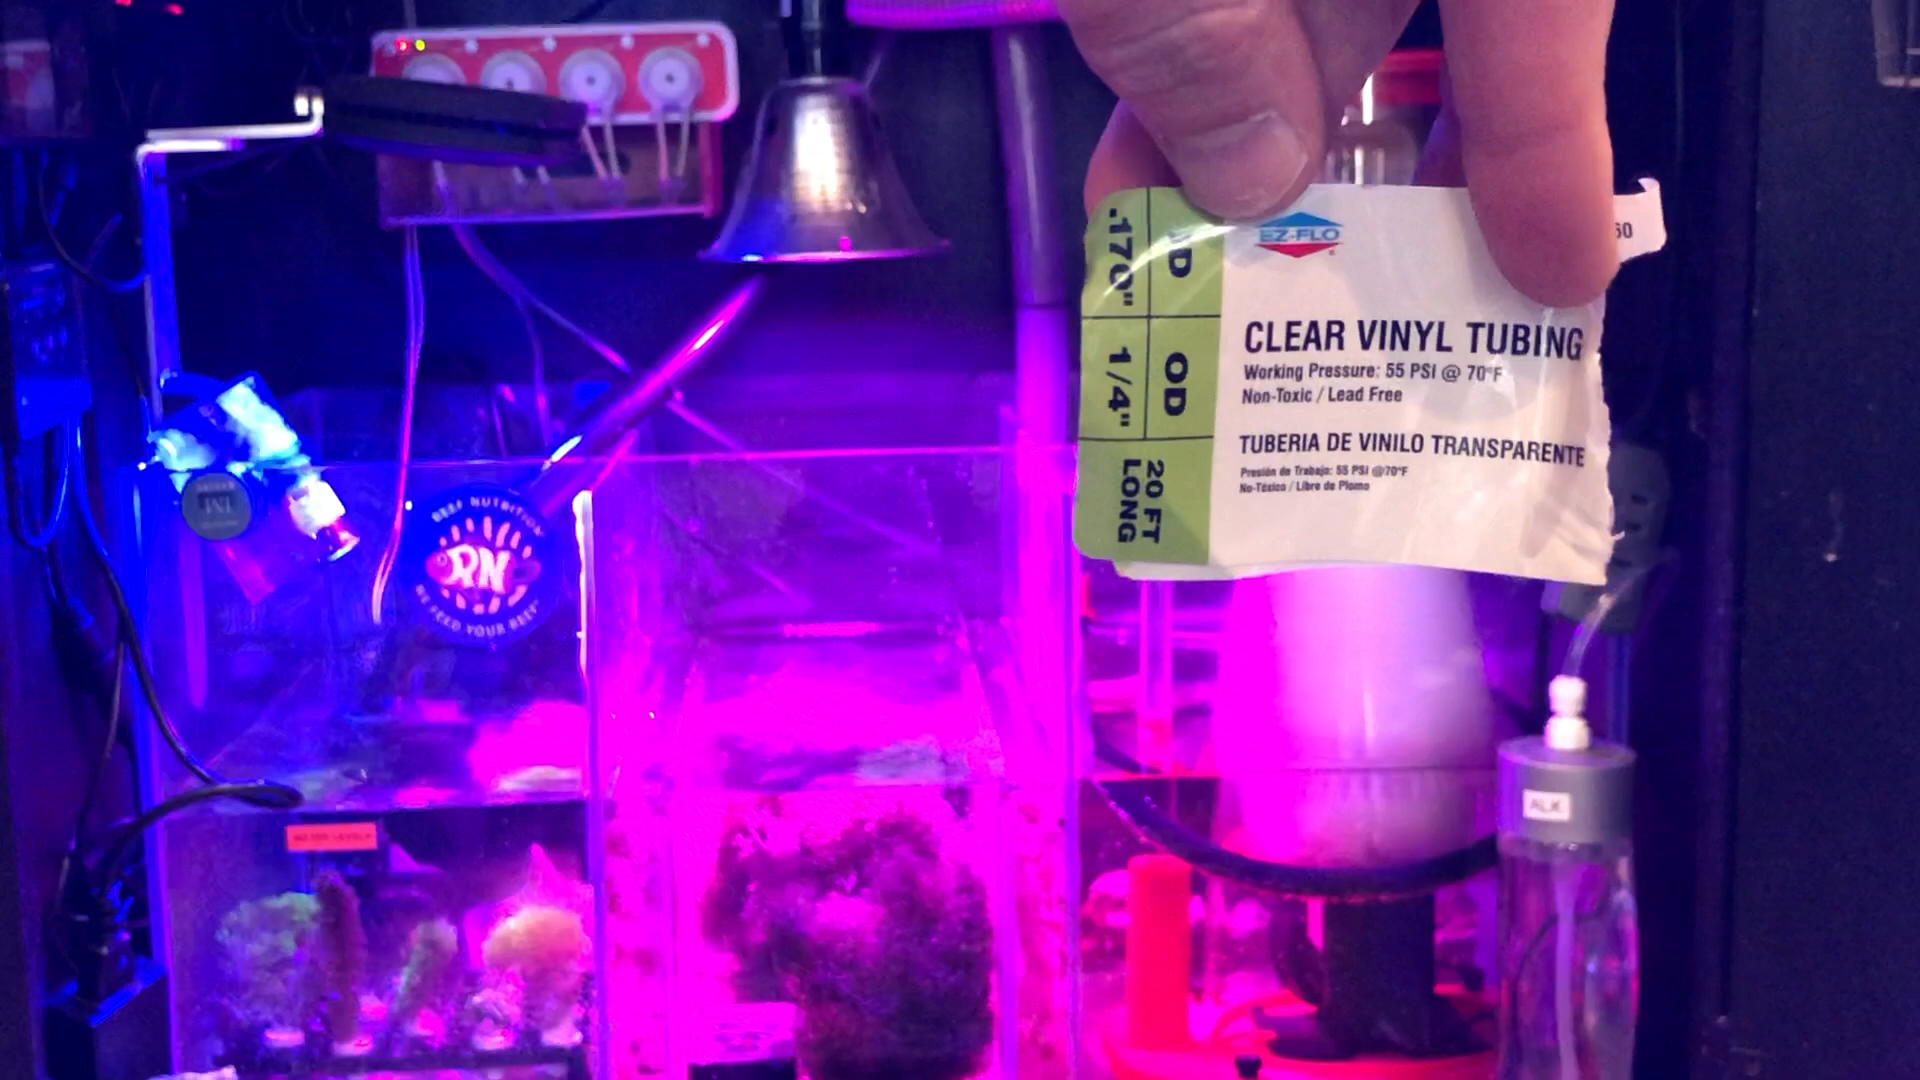 EZ-FLO
.170"
ID
1/4"
OD
20 FT
LONG
CLEAR VINYL TUBING
Working Pressure: 55 PSI @ 70°F
Non-Toxic / Lead Free
TUBERIA DE VINILO TRANSPARENTE
Presión de Trabajo: 55 PSI @70°F
No-Tóxico / Libre de Plomo
60
REEF NUTRITION
RN
WE FEED YOUR REEF
ALK